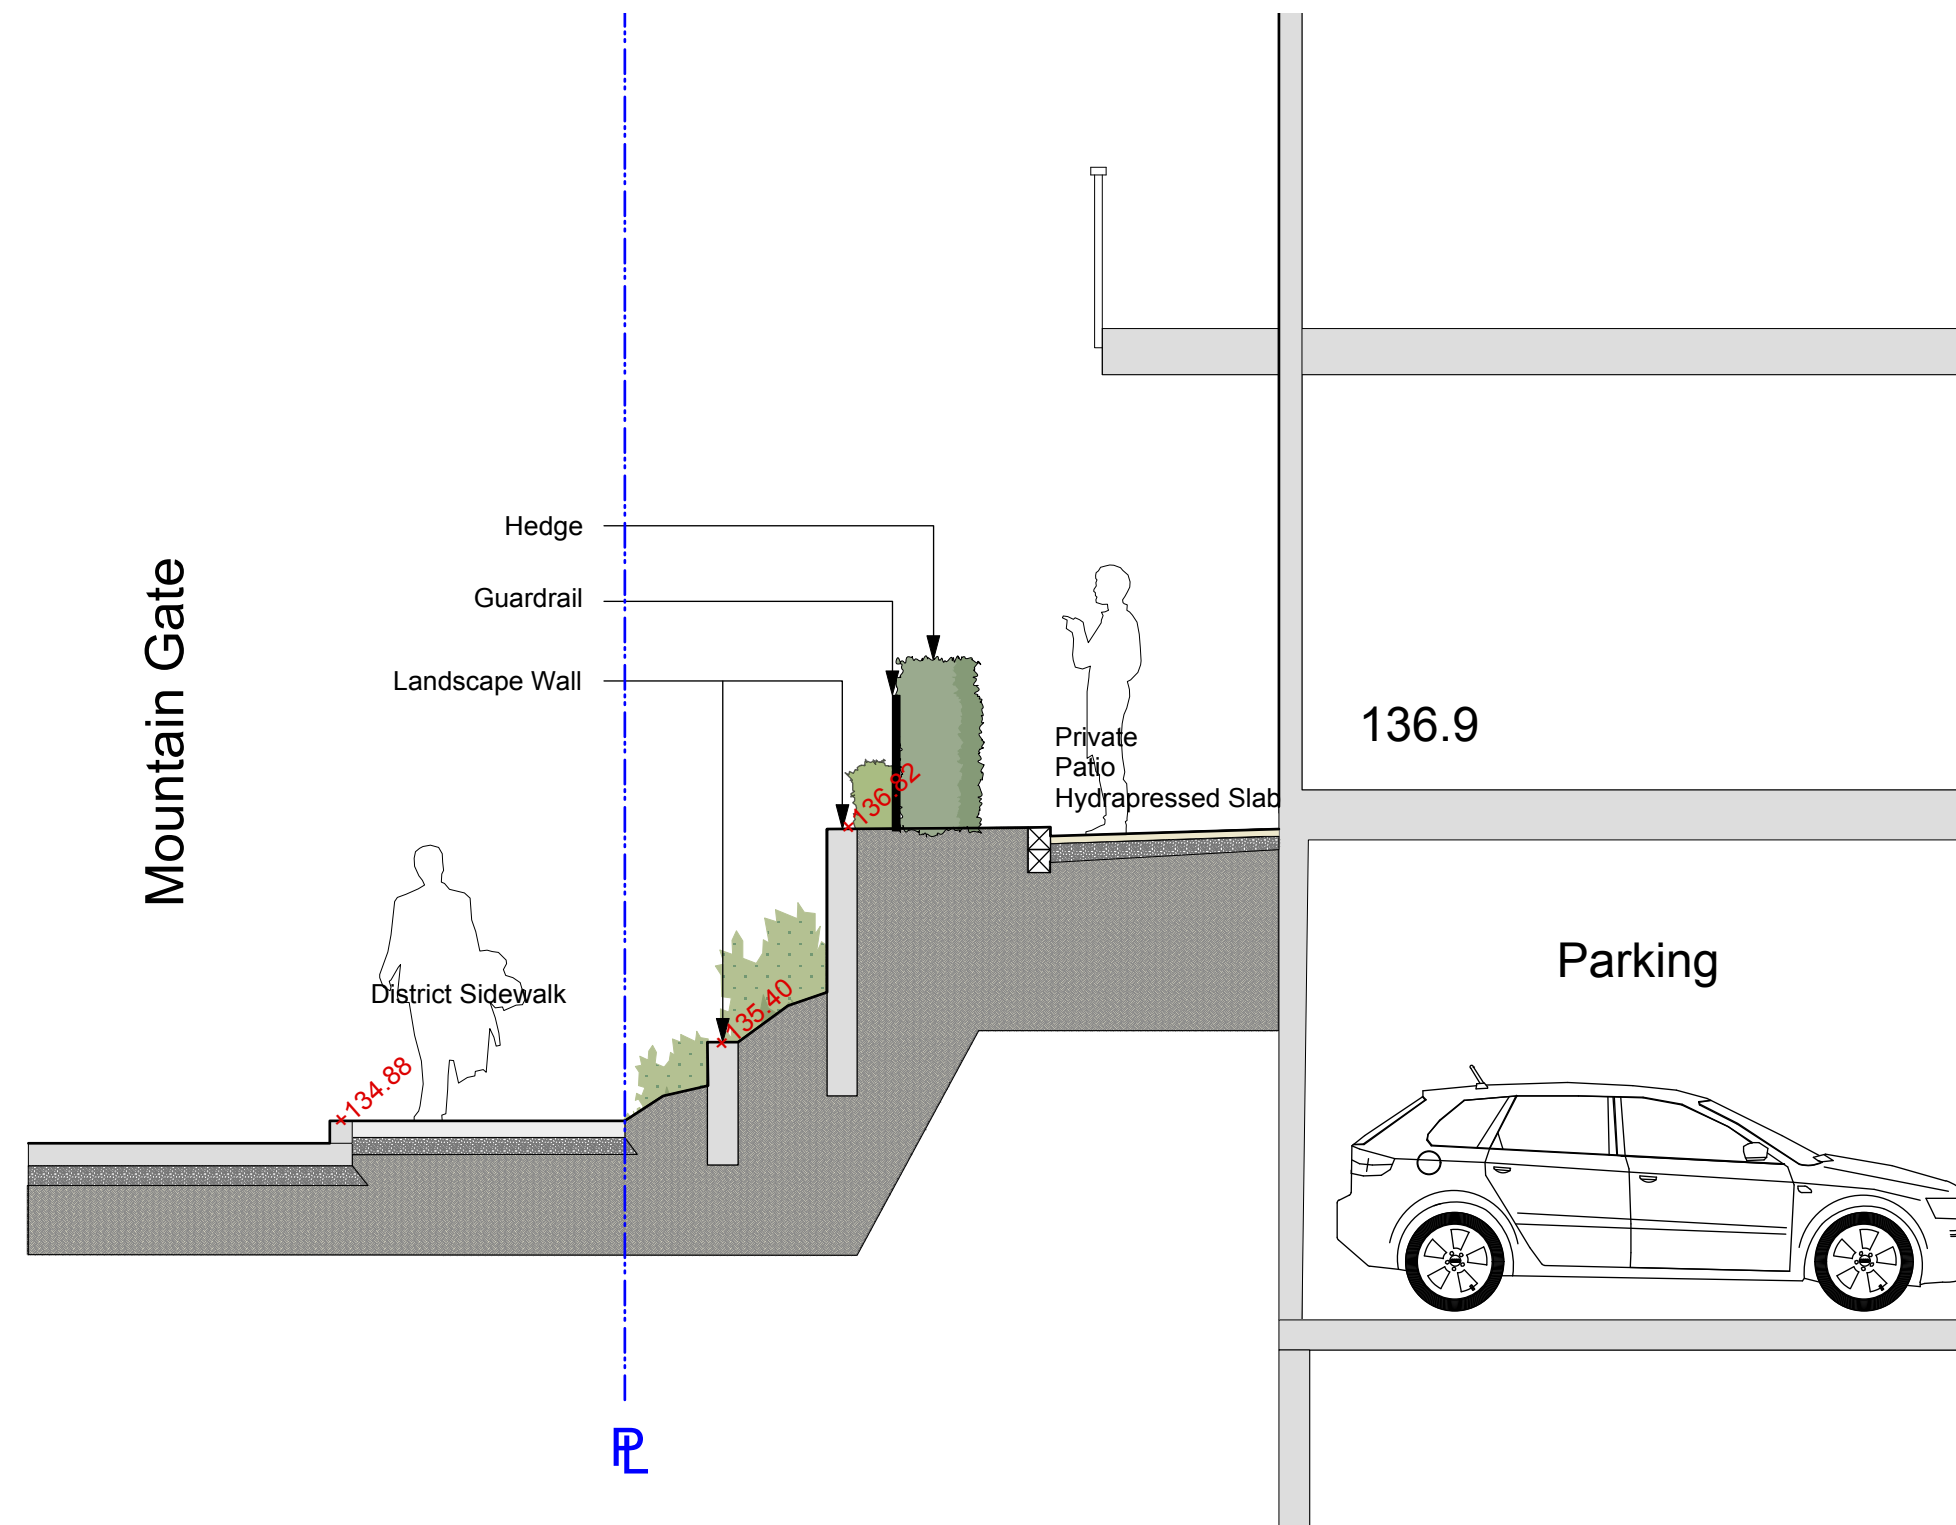 Hedge
Guardrail
Mountain Gate
Landscape Wall
136.9
Private
Patio
Hydrapressed Slab
136.82
Parking
District Sidewalk
135.40
134.88
PL